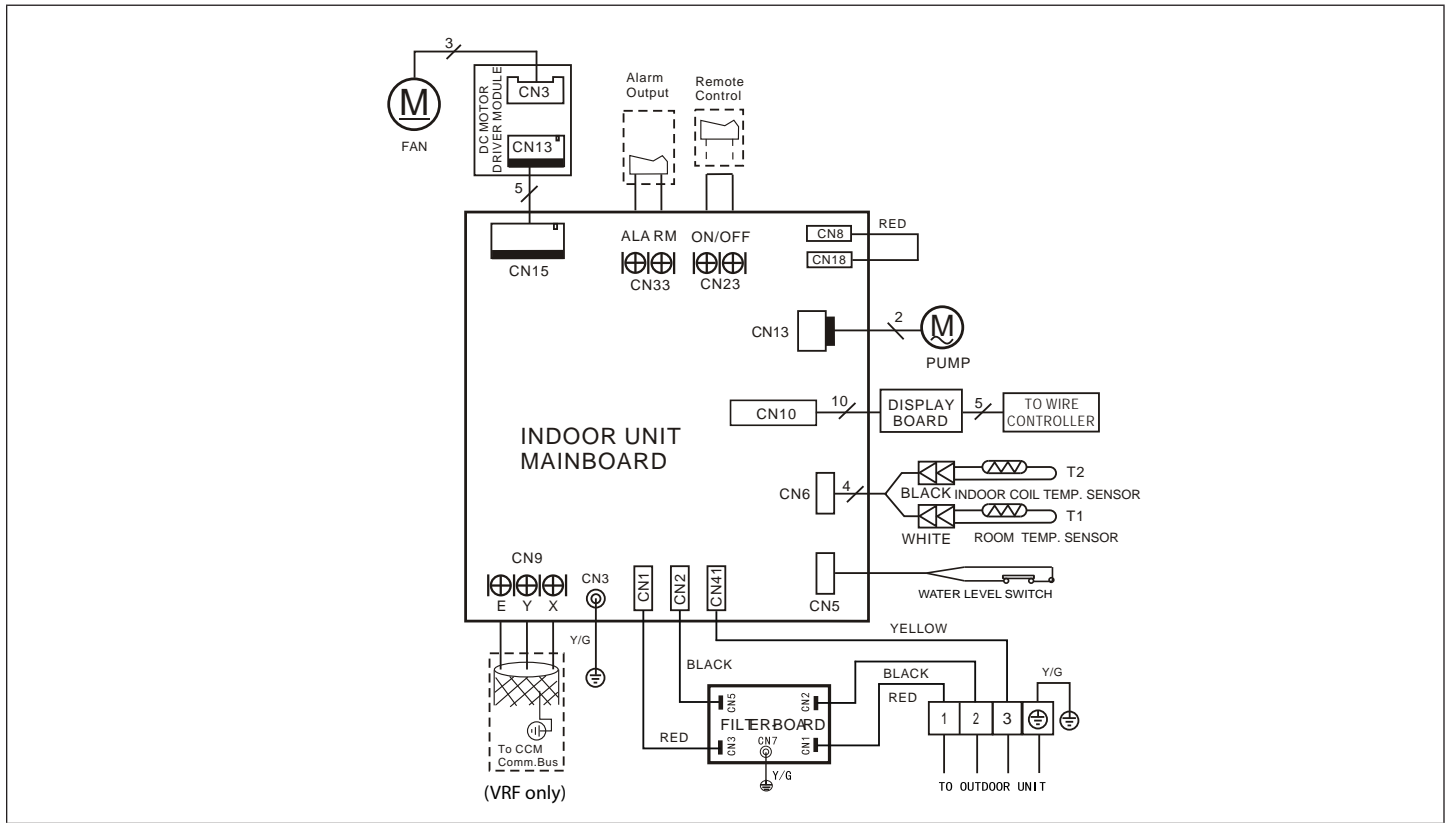 3
M
FAN
DC MOTOR
DRIVER MODULE
CN3
CN13
5
Alarm
Output
Remote
Control
ALARM
ON/OFF
CN15
CN33
CN23
CN8
CN18
RED
CN13
2
M
PUMP
CN10
10
DISPLAY
BOARD
5
TO WIRE
CONTROLLER
INDOOR UNIT
MAINBOARD
CN6
4
T2
BLACK
INDOOR COIL TEMP. SENSOR
T1
WHITE
ROOM TEMP. SENSOR
CN5
WATER LEVEL SWITCH
CN9
E Y X
CN3
CN1
CN2
CN41
Y/G
YELLOW
BLACK
RED
BLACK
RED
Y/G
CN5
CN2
FILTER-BOARD
CN3
CN7
CN1
Y/G
1 2 3
TO OUTDOOR UNIT
To CCM
Comm.Bus
(VRF only)